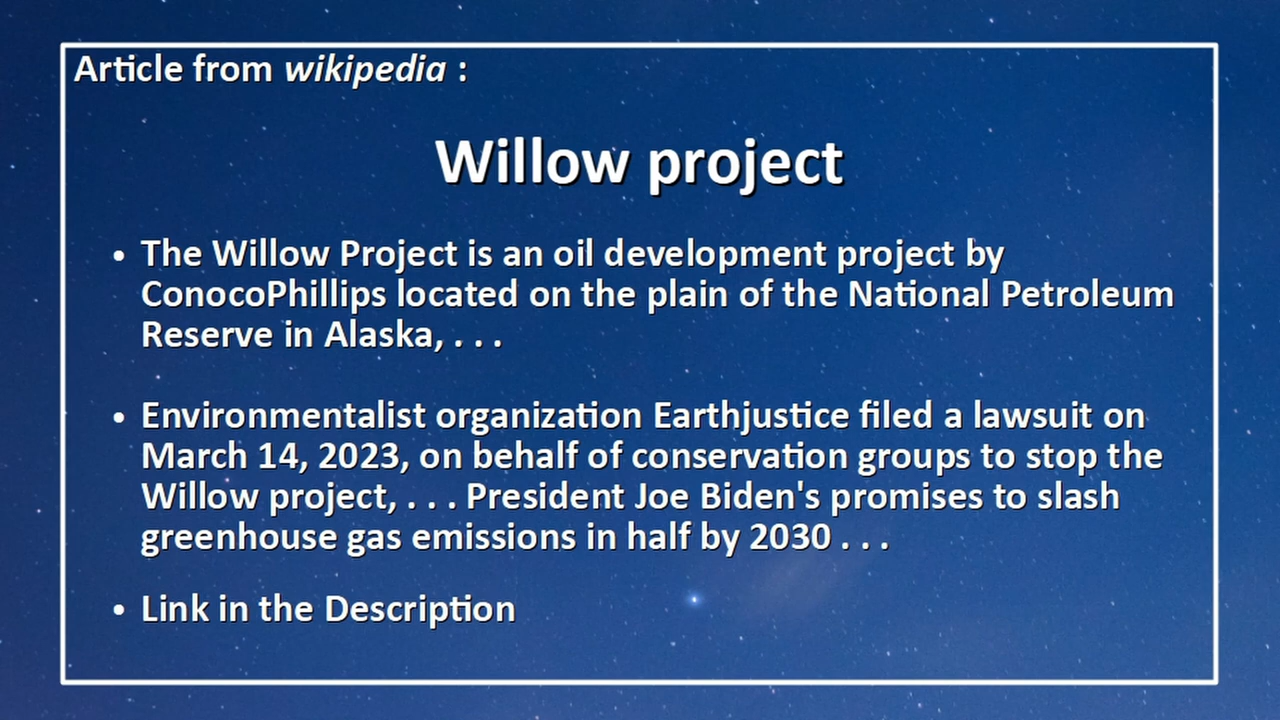 Article from wikipedia :
Willow project
• The Willow Project is an oil development project by
ConocoPhillips located on the plain of the National Petroleum
Reserve in Alaska, . . .
• Environmentalist organization Earthjustice filed a lawsuit on
March 14, 2023, on behalf of conservation groups to stop the
Willow project, . . . President Joe Biden's promises to slash
greenhouse gas emissions in half by 2030 . . .
• Link in the Description